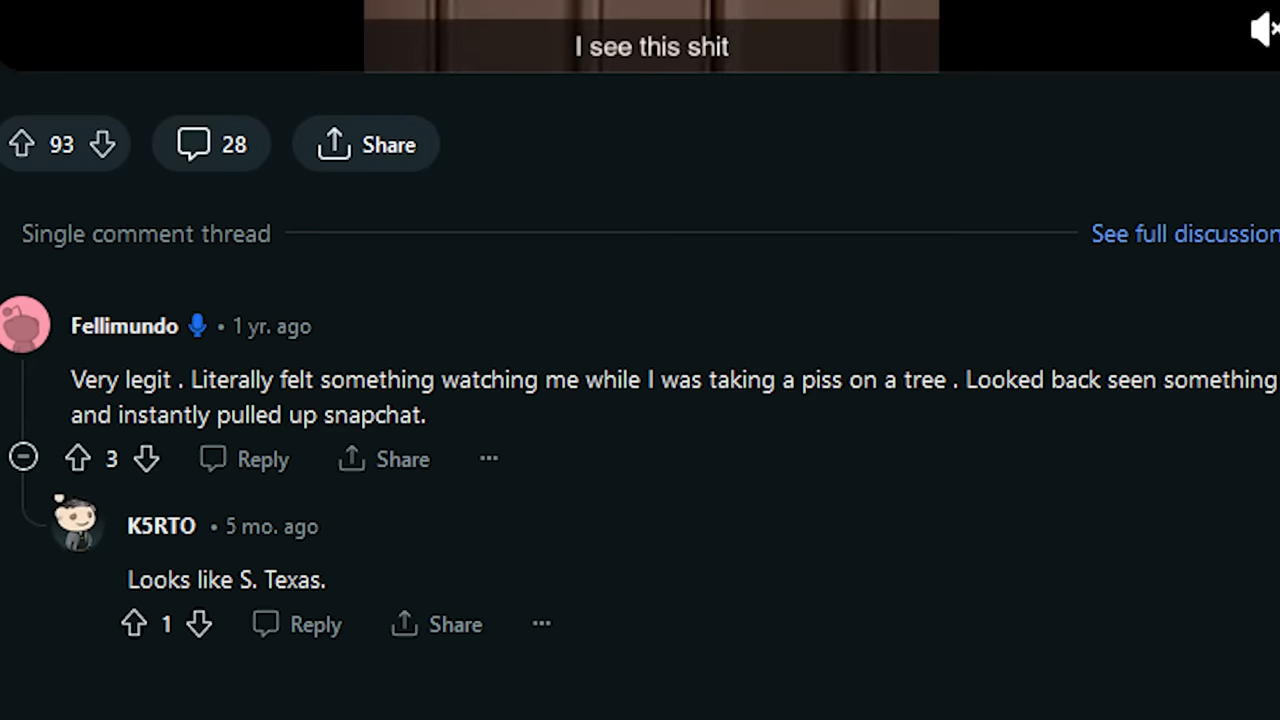 I see this shit
93
28
Share
Single comment thread
See full discussion
Fellimundo • 1 yr. ago
Very legit . Literally felt something watching me while I was taking a piss on a tree . Looked back seen something
and instantly pulled up snapchat.
3
Reply
Share
...
K5RTO • 5 mo. ago
Looks like S. Texas.
1
Reply
Share
...